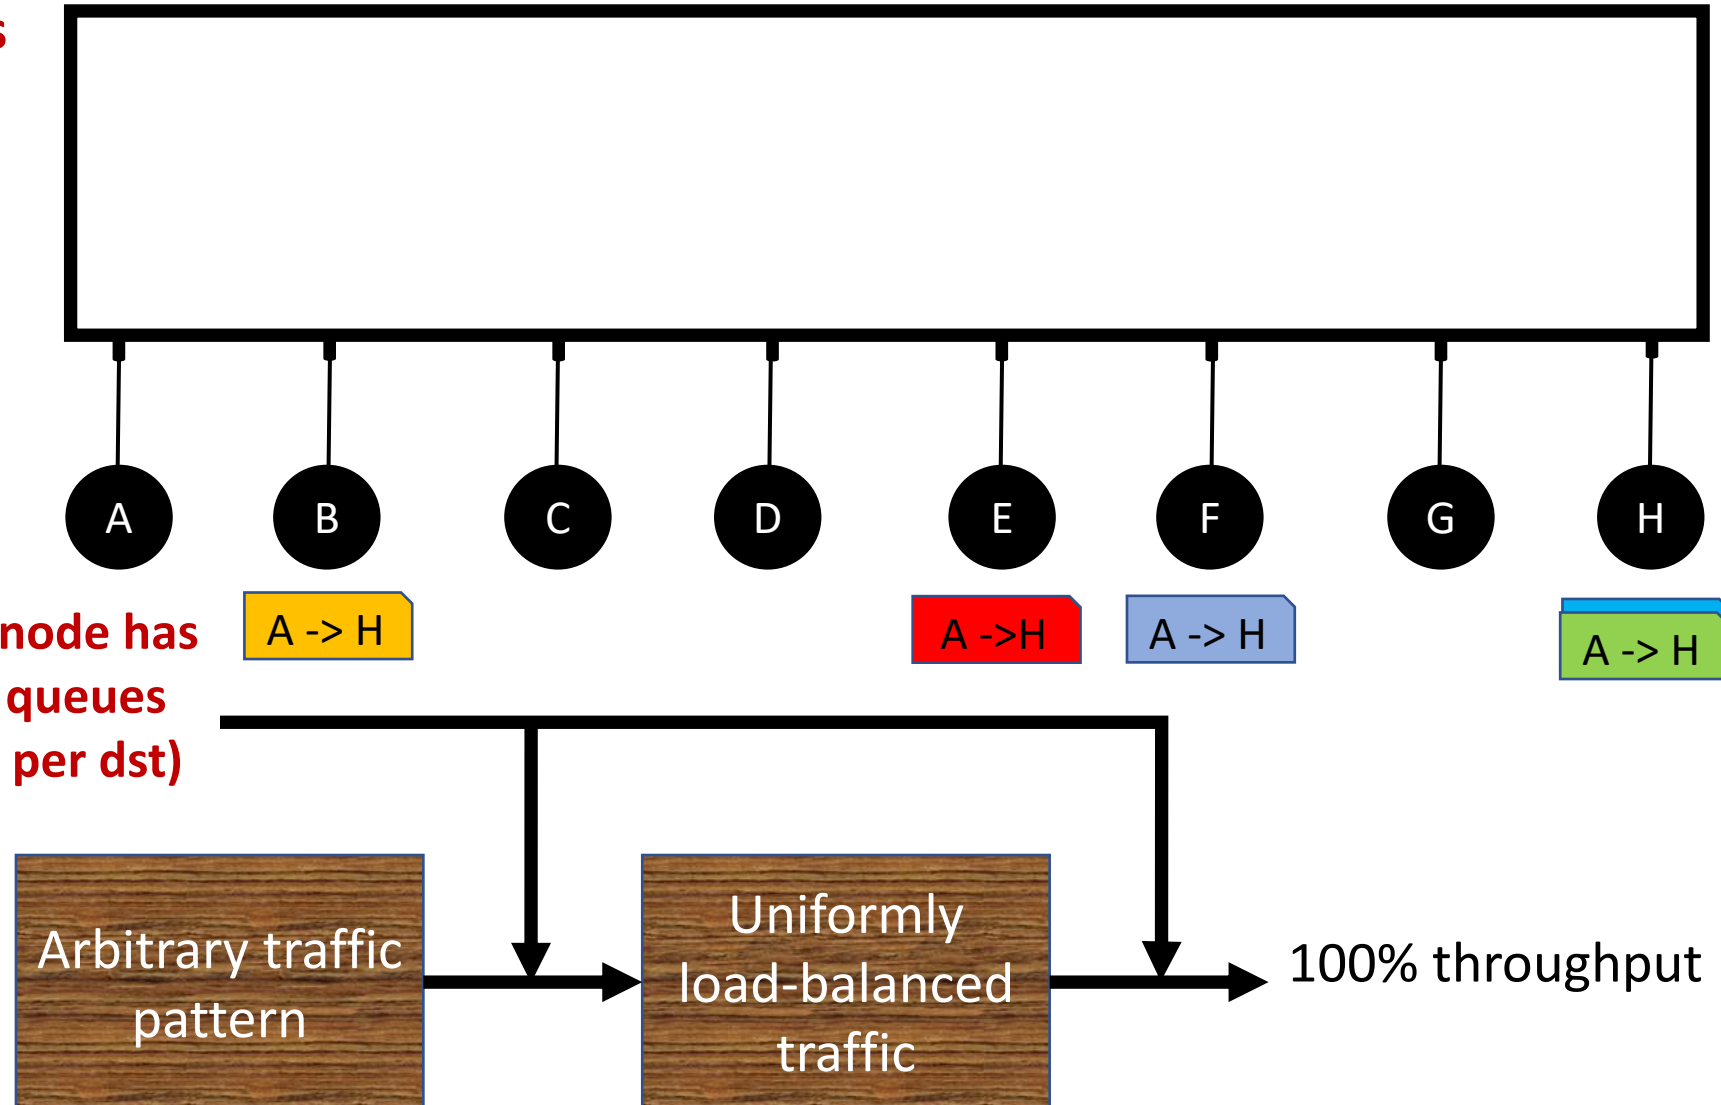 s
A
B
C
D
E
F
G
H
A -> H
A ->H
A -> H
A -> H
node has
queues
per dst)
Arbitrary traffic
pattern
Uniformly
load-balanced
traffic
100% throughput